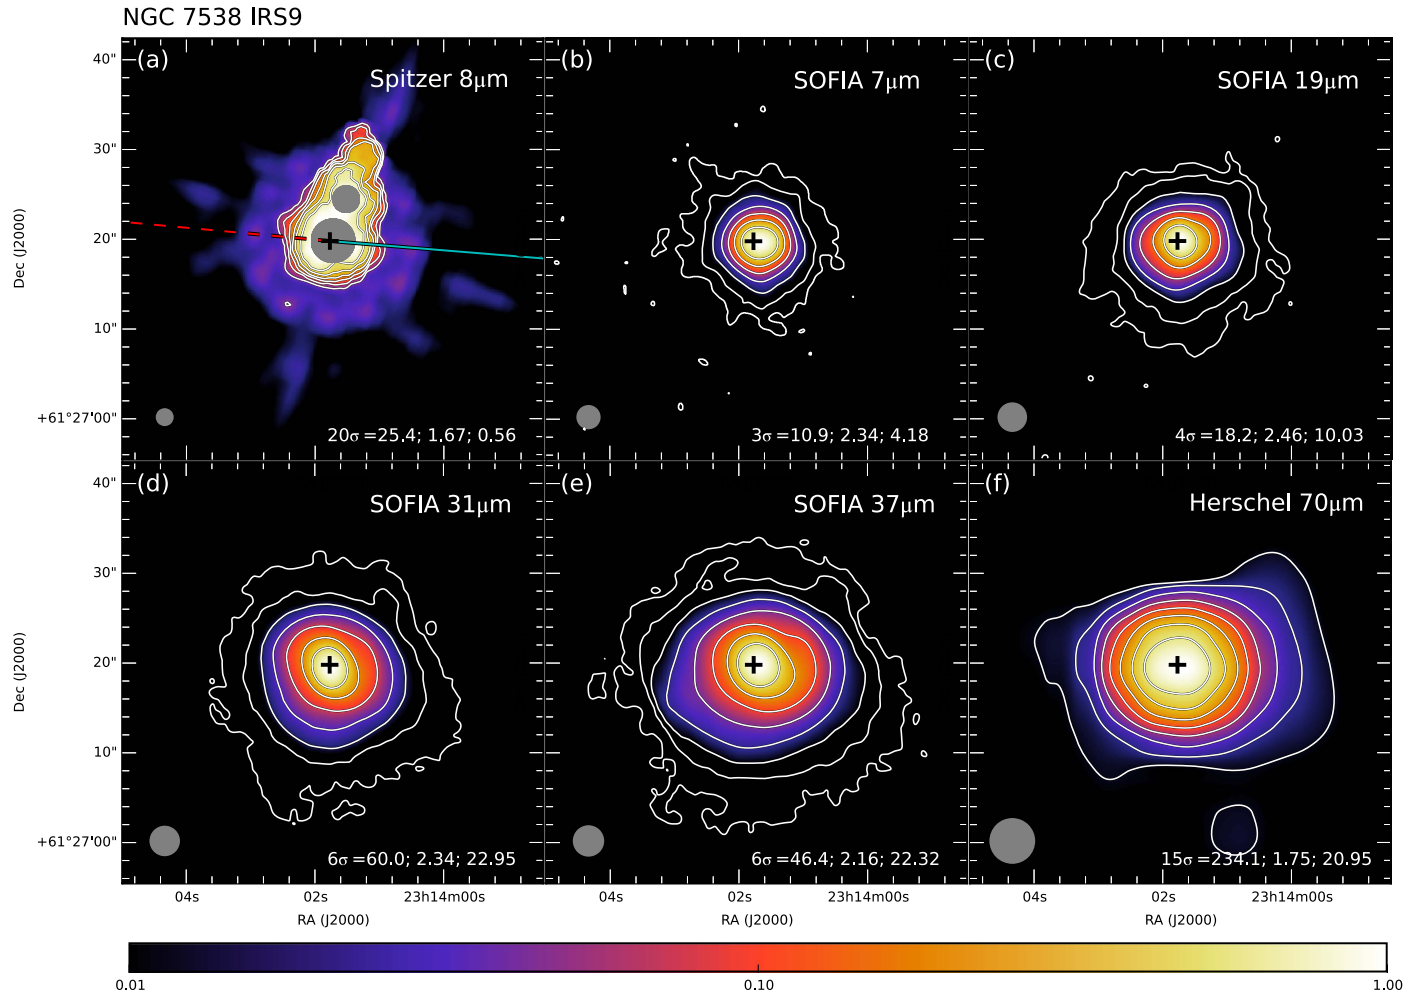 NGC 7538 IRS9
(a) Spitzer 8μm
(b) SOFIA 7μm
(c) SOFIA 19μm
40"
30"
20"
10"
+61°27'00"
Dec (J2000)
20σ=25.4; 1.67; 0.56
3σ=10.9; 2.34; 4.18
4σ=18.2; 2.46; 10.03
(d) SOFIA 31μm
(e) SOFIA 37μm
(f) Herschel 70μm
40"
30"
20"
10"
+61°27'00"
Dec (J2000)
6σ=60.0; 2.34; 22.95
6σ=46.4; 2.16; 22.32
15σ=234.1; 1.75; 20.95
04s 02s 23h14m00s
04s 02s 23h14m00s
04s 02s 23h14m00s
RA (J2000)
RA (J2000)
RA (J2000)
0.01 0.10 1.00